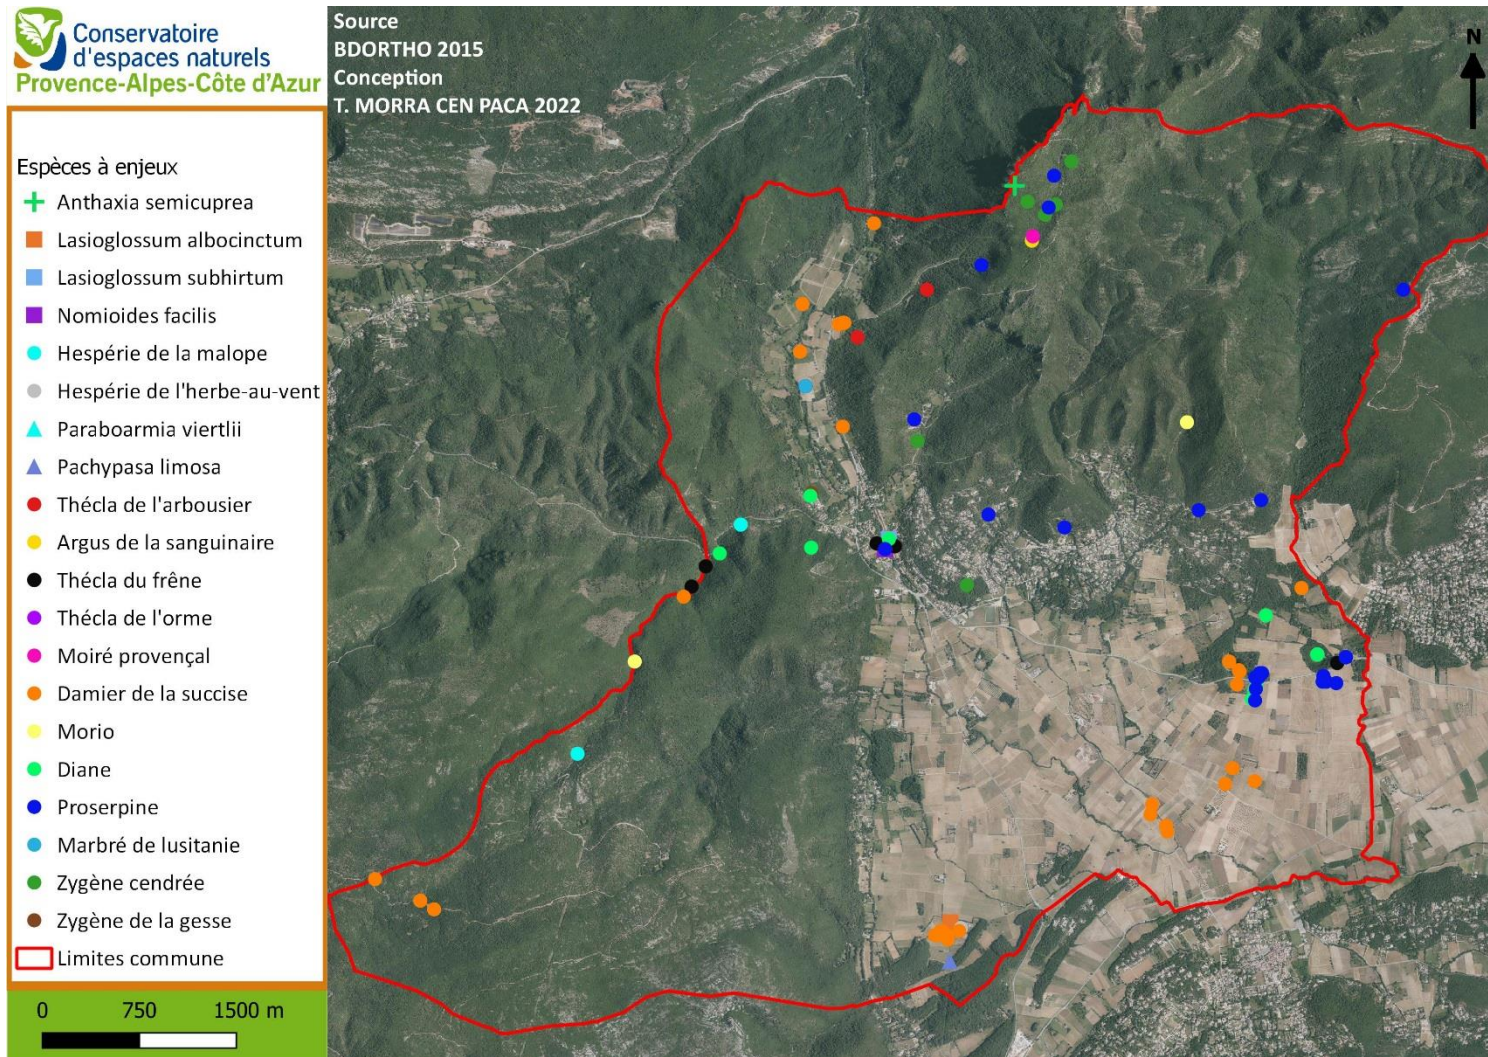 Conservatoire
d'espaces naturels
Provence-Alpes-Côte d'Azur
Source
BDORTHO 2015
Conception
T. MORRA CEN PACA 2022
N
Espèces à enjeux
Anthaxia semicuprea
Lasioglossum albocinctum
Lasioglossum subhirtum
Nomioides facilis
Hespérie de la malope
Hespérie de l'herbe-au-vent
Paraboarmia viertlii
Pachypasa limosa
Thécla de l'arbousier
Argus de la sanguinaire
Thécla du frêne
Thécla de l'orme
Moiré provençal
Damier de la succise
Morio
Diane
Proserpine
Marbré de lusitanie
Zygène cendrée
Zygène de la gesse
Limites commune
0 750 1500 m